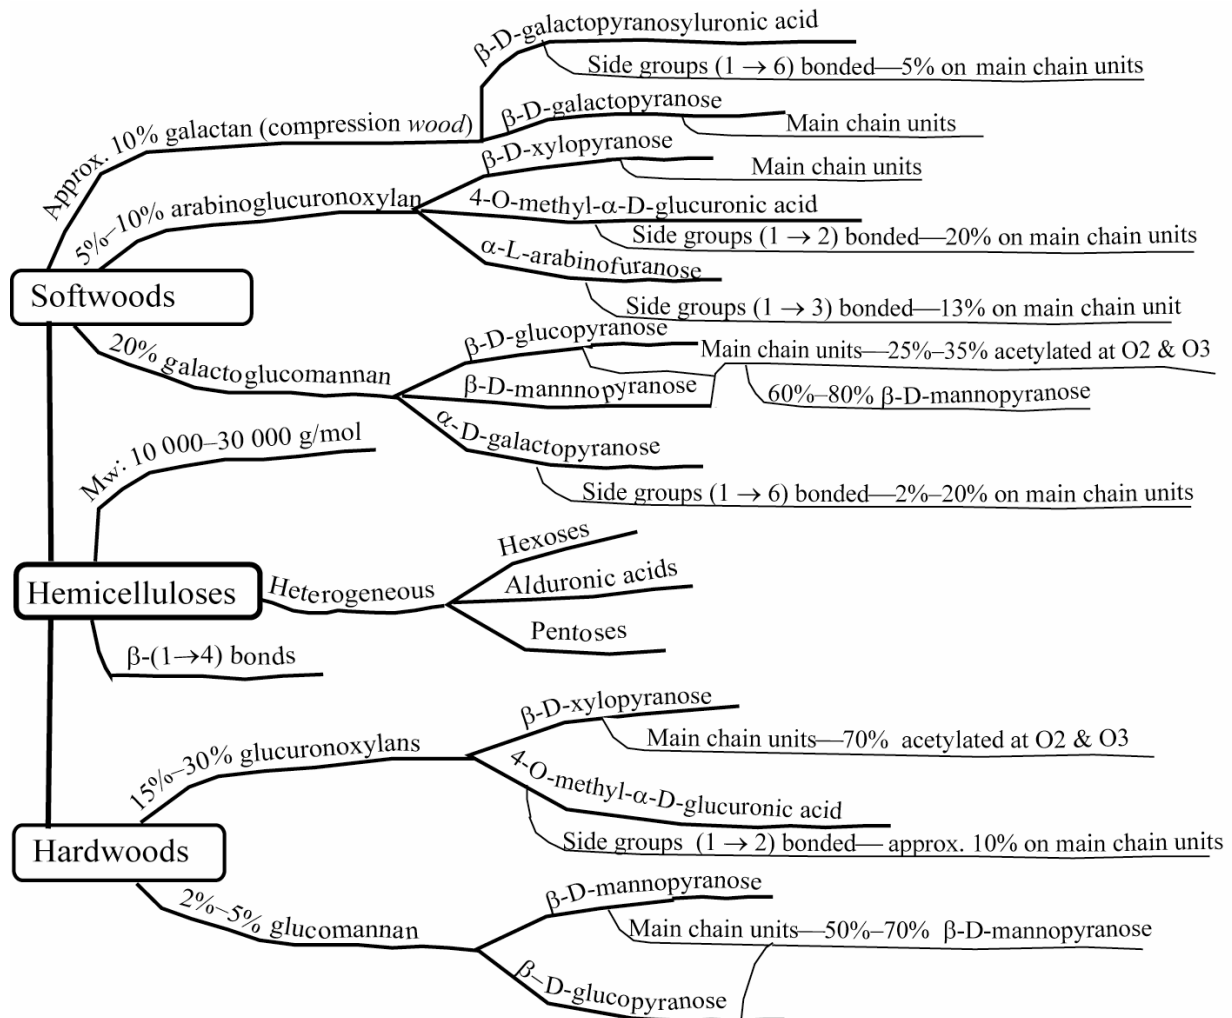 β-D-galactopyranosyluronic acid
Side groups (1 → 6) bonded—5% on main chain units
Approx. 10% galactan (compression wood)
β-D-galactopyranose
Main chain units
β-D-xylopyranose
Main chain units
5%–10% arabinoglucuronoxylan
4-O-methyl-α-D-glucuronic acid
Side groups (1 → 2) bonded—20% on main chain units
α-L-arabinofuranose
Side groups (1 → 3) bonded—13% on main chain unit
Softwoods
20% galactoglucomannan
β-D-glucopyranose
Main chain units—25%–35% acetylated at O2 & O3
β-D-mannnopyranose
60%–80% β-D-mannopyranose
α-D-galactopyranose
Side groups (1 → 6) bonded—2%–20% on main chain units
Mw: 10 000–30 000 g/mol
Hemicelluloses
Heterogeneous
Hexoses
Alduronic acids
Pentoses
β-(1→4) bonds
15%–30% glucuronoxylans
β-D-xylopyranose
Main chain units—70% acetylated at O2 & O3
4-O-methyl-α-D-glucuronic acid
Side groups (1 → 2) bonded— approx. 10% on main chain units
Hardwoods
2%–5% glucomannan
β-D-mannopyranose
Main chain units—50%–70% β-D-mannopyranose
β–D-glucopyranose